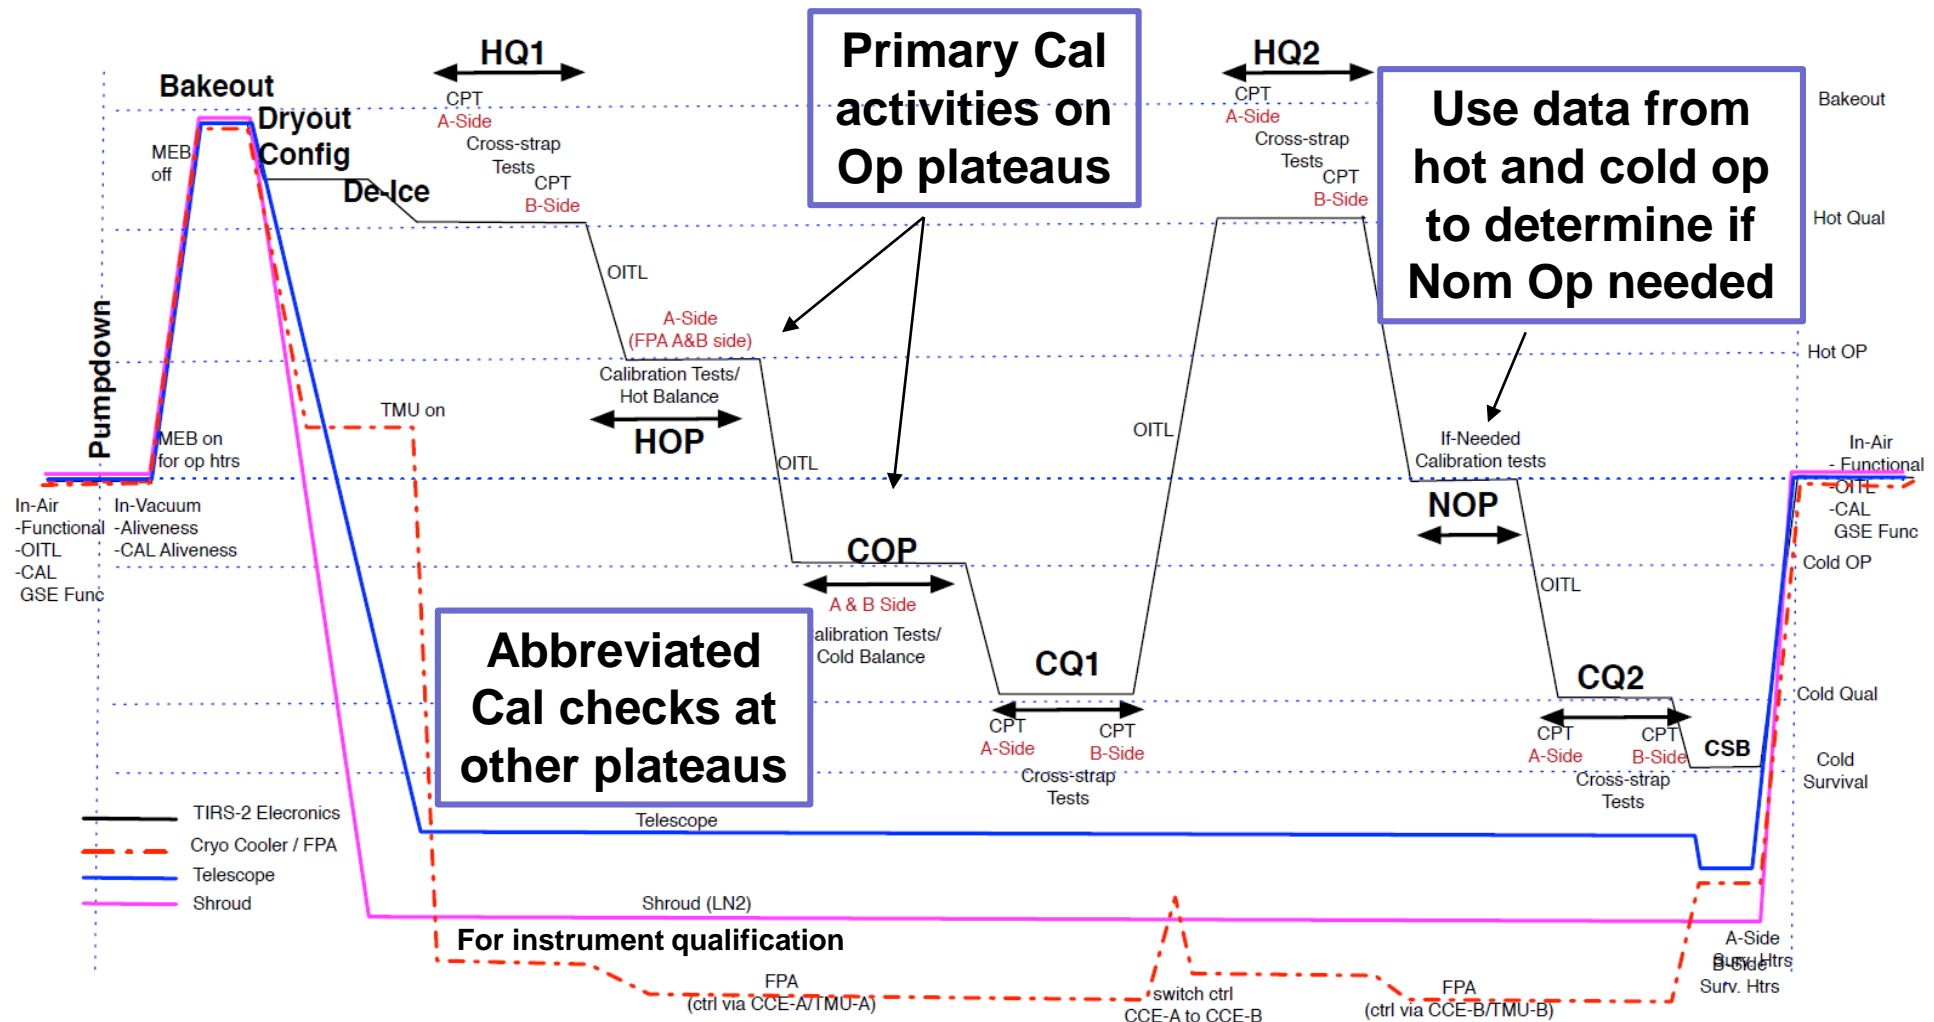 HQ1
CPT
A-Side
Cross-strap
Tests
CPT
B-Side
Primary Cal
activities on
Op plateaus
HQ2
CPT
A-Side
Cross-strap
Tests
CPT
B-Side
Use data from
hot and cold op
to determine if
Nom Op needed
Bakeout
Hot Qual
Hot OP
Cold OP
Cold Qual
Cold
Survival
Bakeout
MEB
off
Dryout
Config
De-Ice
Pumpdown
MEB on
for op htrs
TMU on
In-Air
-Functional
-OITL
-CAL
GSE Func
In-Vacuum
-Aliveness
-CAL Aliveness
OITL
A-Side
(FPA A&B side)
Calibration Tests/
Hot Balance
HOP
OITL
COP
A & B Side
alibration Tests/
Cold Balance
CQ1
CPT
A-Side
CPT
B-Side
Cross-strap
Tests
OITL
If-Needed
Calibration tests
NOP
OITL
CQ2
CPT
A-Side
CPT
B-Side
Cross-strap
Tests
CSB
In-Air
- Functional
-OITL
-CAL
GSE Func
Abbreviated
Cal checks at
other plateaus
TIRS-2 Elecronics
Cryo Cooler / FPA
Telescope
Shroud
Telescope
Shroud (LN2)
For instrument qualification
FPA
(ctrl via CCE-A/TMU-A)
switch ctrl
CCE-A to CCE-B
FPA
(ctrl via CCE-B/TMU-B)
A-Side
Surv. Htrs
B-Side
Surv. Htrs